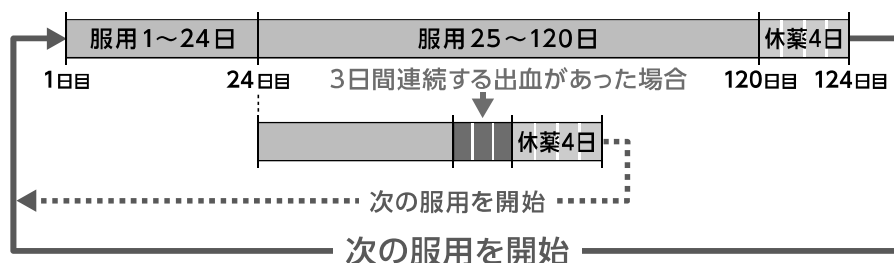 服用1～24日 服用25～120日 休薬4日
1日目 24日目 3日間連続する出血があった場合 120日目 124日目
休薬4日
次の服用を開始
次の服用を開始